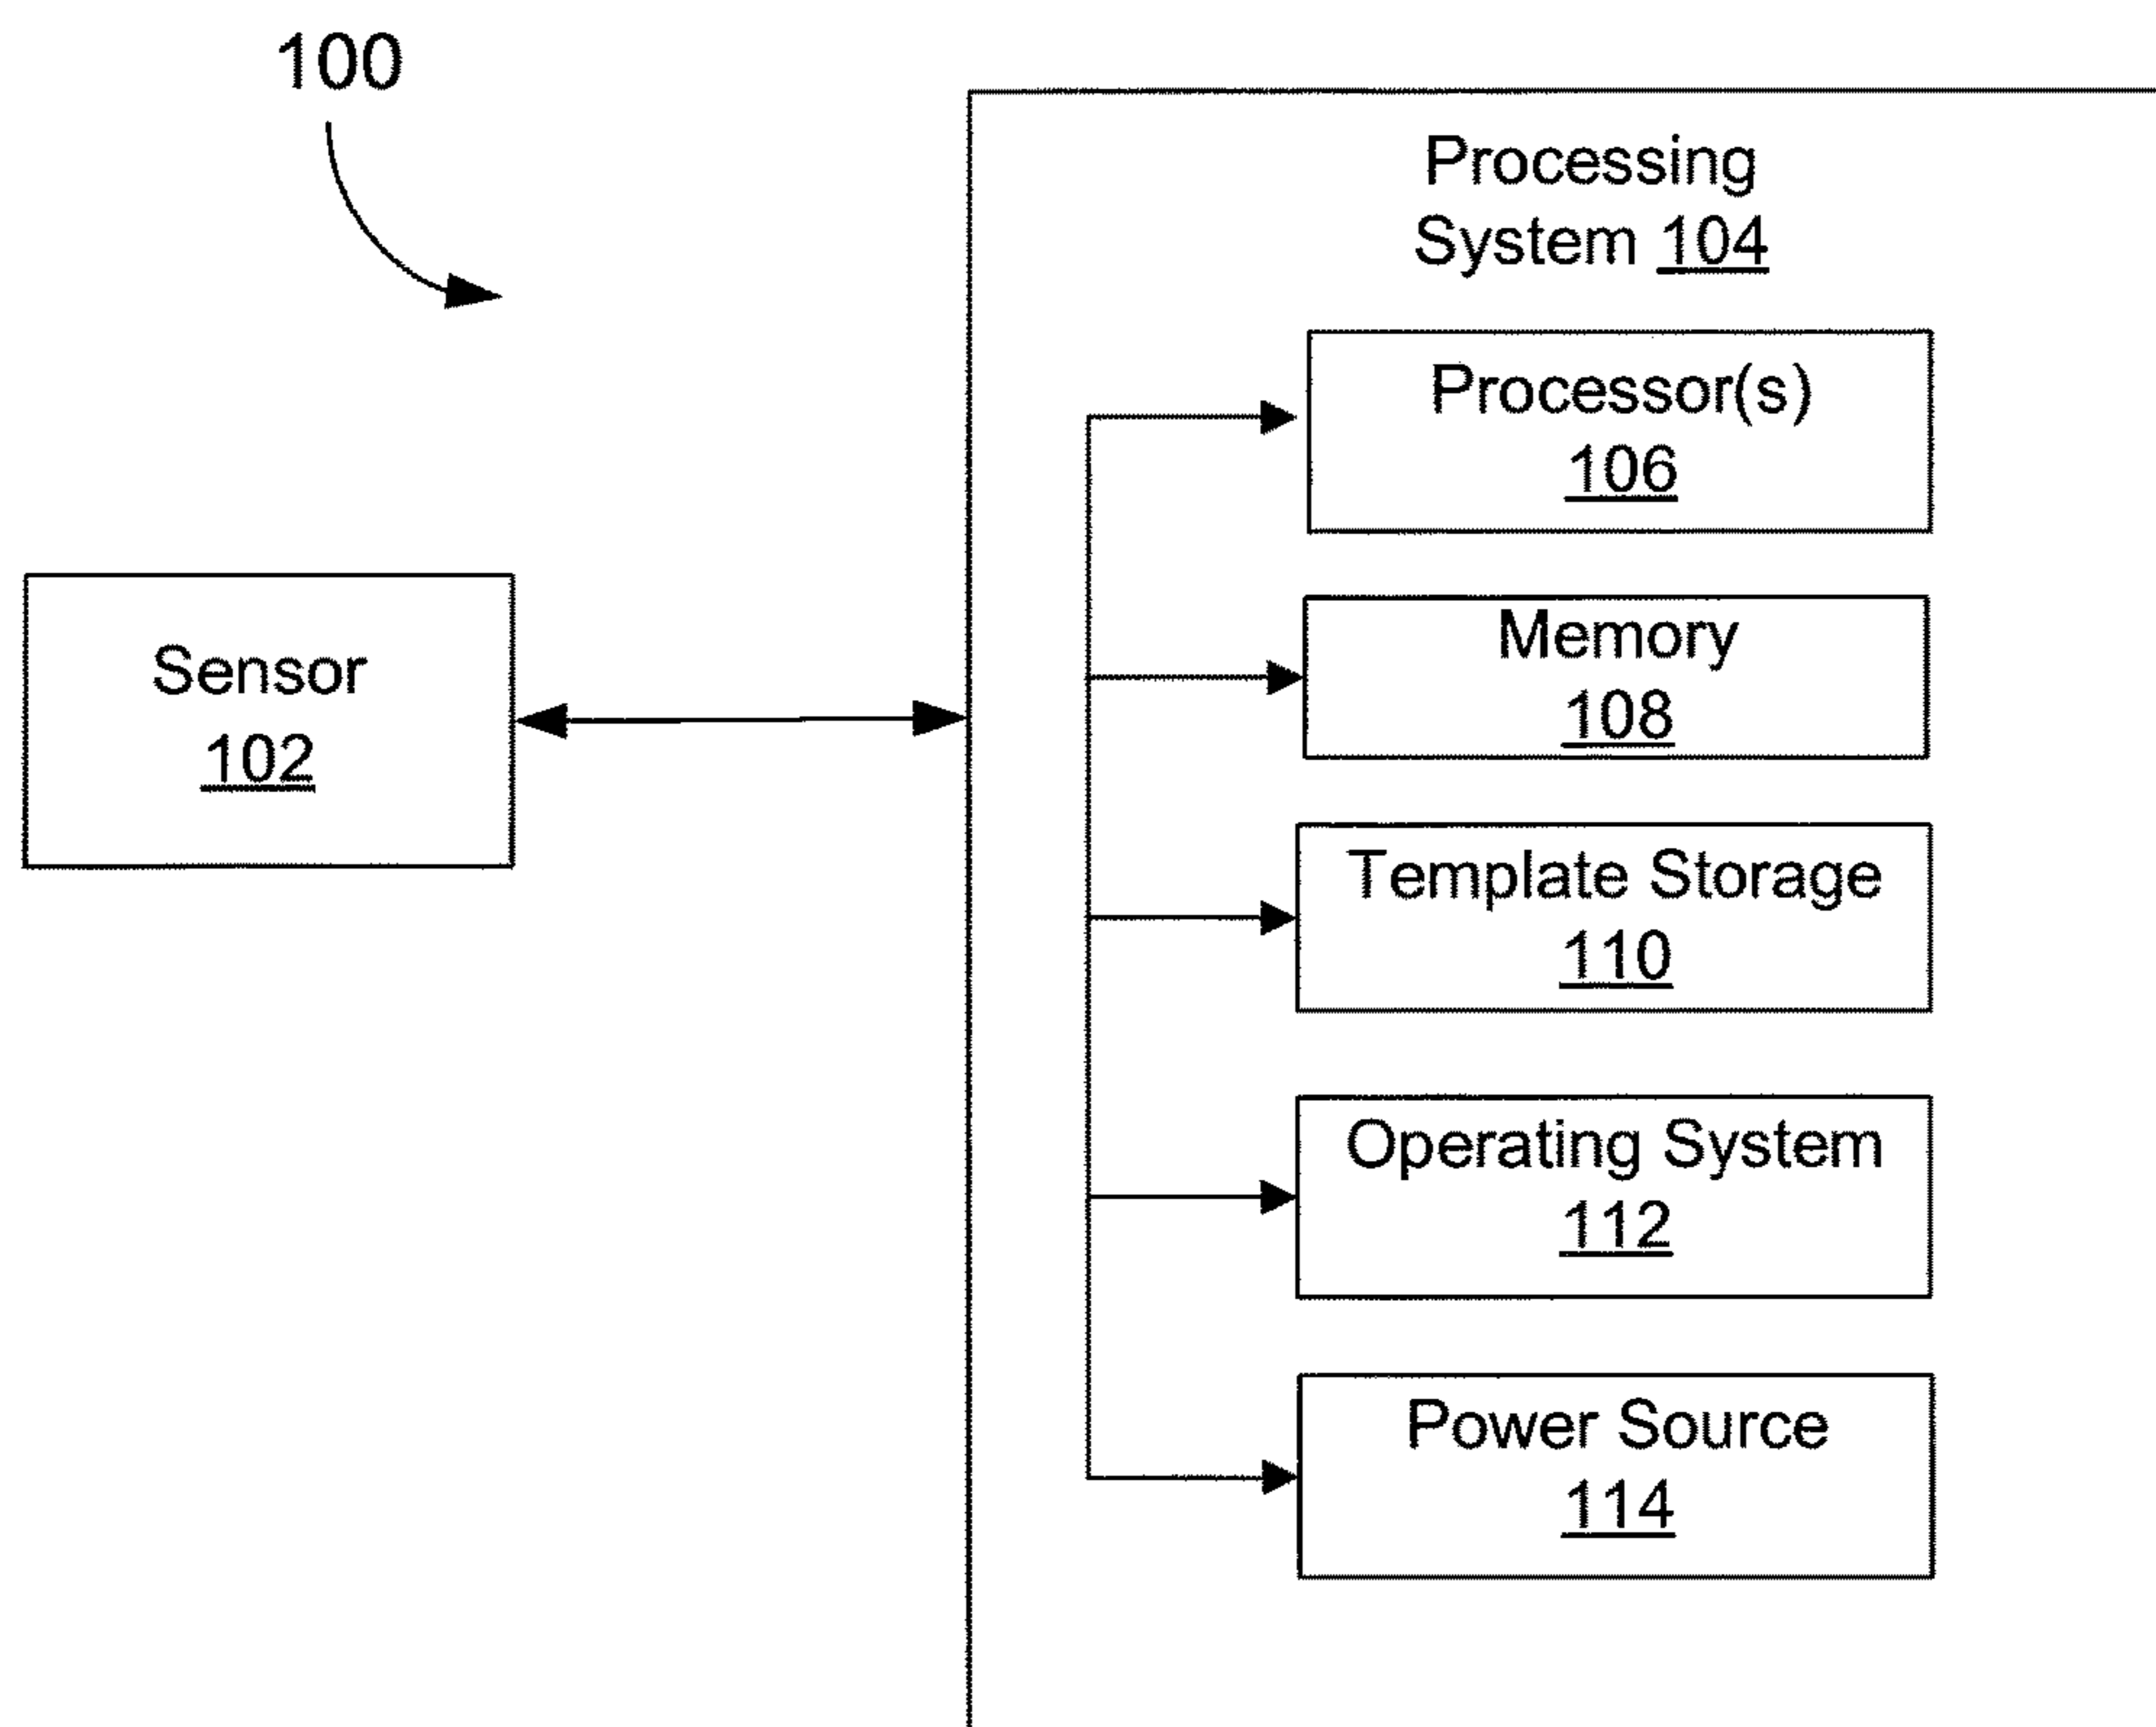 100
Processing
System 104
Processor(s)
106
Memory
108
Sensor
102
Template Storage
110
Operating System
112
Power Source
114